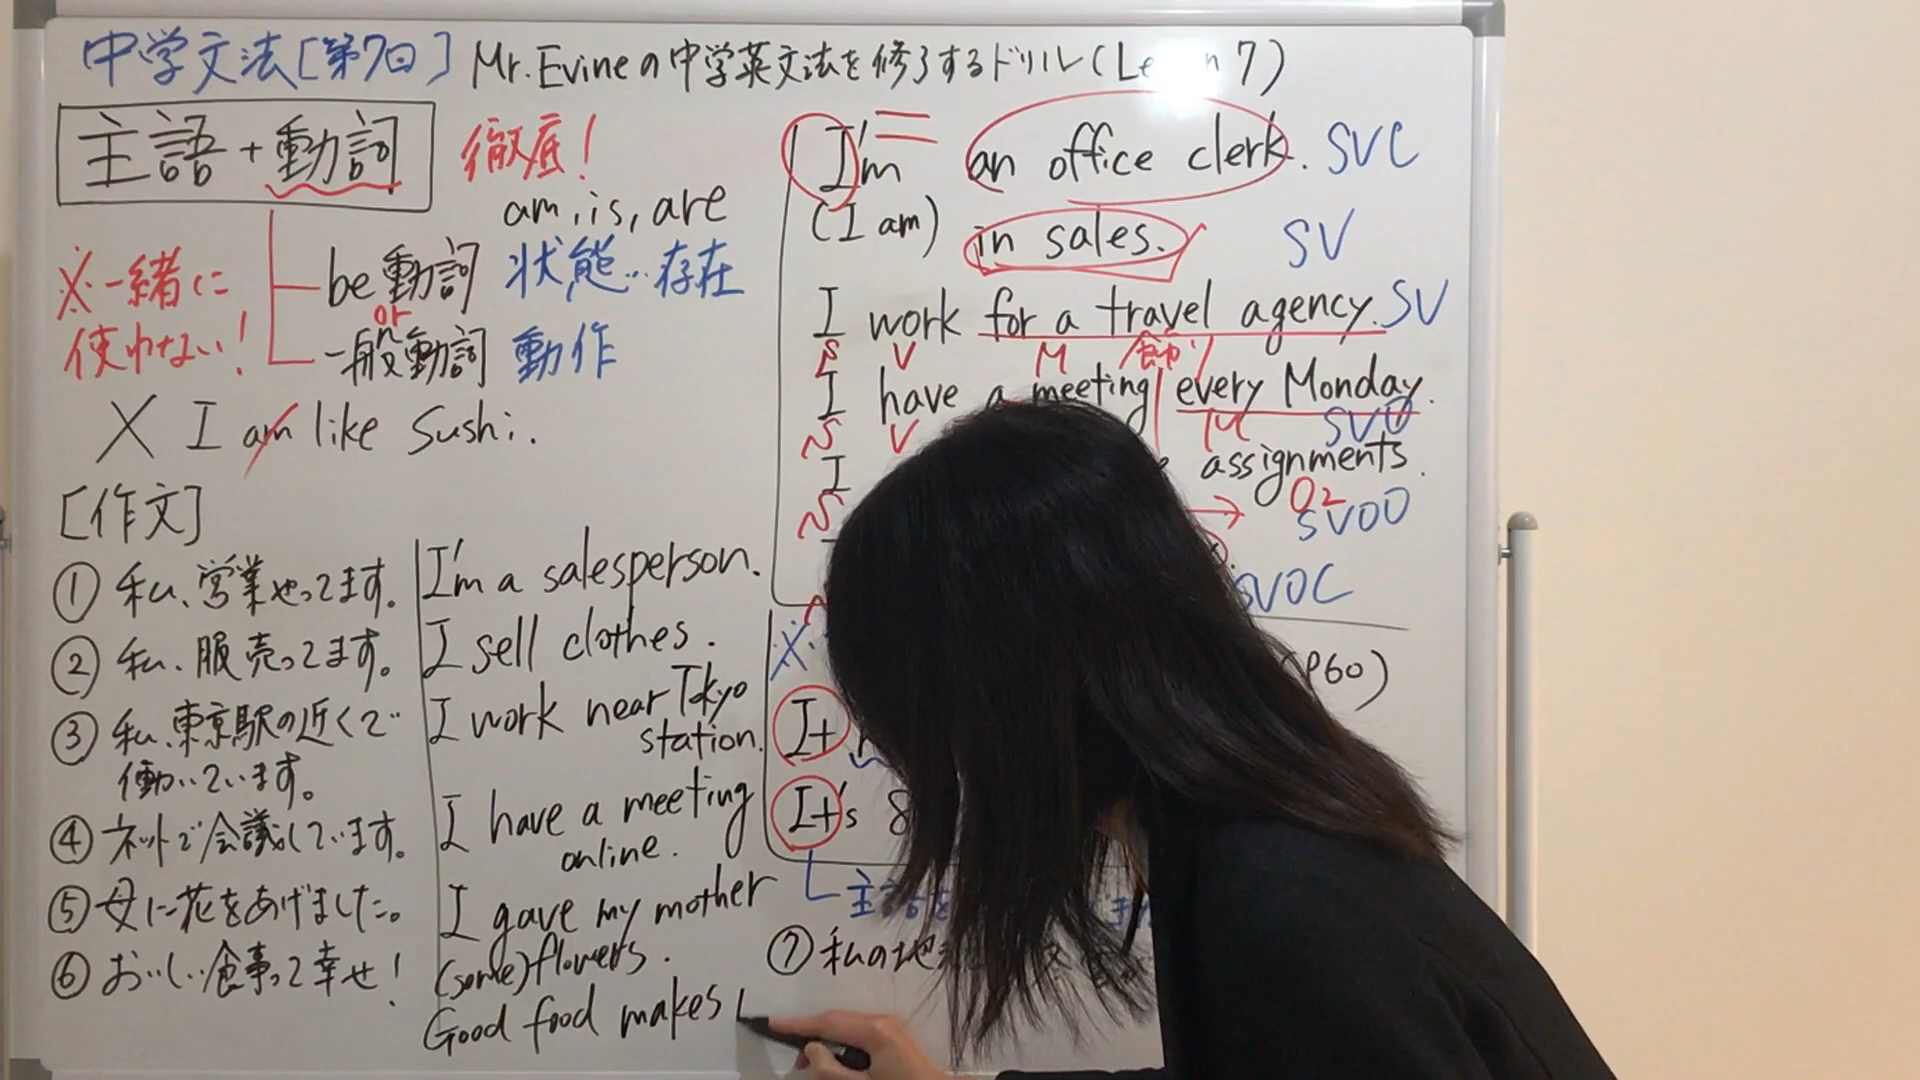 中学文法[第7日] Mr. Evineの中学英文法を修了するドリル(Le n 7)
主語+動詞 徹底!
am, is, are
※一緒に使わない!
be動詞 状態…存在
or
一般動詞 動作
× I am like Sushi.
[作文]
① 私、営業やってます。
I'm a salesperson.
② 私、服売ってます。
I sell clothes.
③ 私、東京駅の近くで
働いています。
I work near Tokyo
station.
④ ネットで会議しています。
I have a meeting
online.
⑤ 母に花をあげました。
I gave my mother
(some) flowers.
⑥ おいしい食事って幸せ!
Good food makes
I'm an office clerk. SVC
(I am) in sales. SV
I work for a travel agency. SV
S V M 飾り
I have a meeting every Monday.
S V M SVO
I assignments.
S O2 SVOO
SVOC
※
(P60)
It
It's 8
主語を
⑦ 私の地